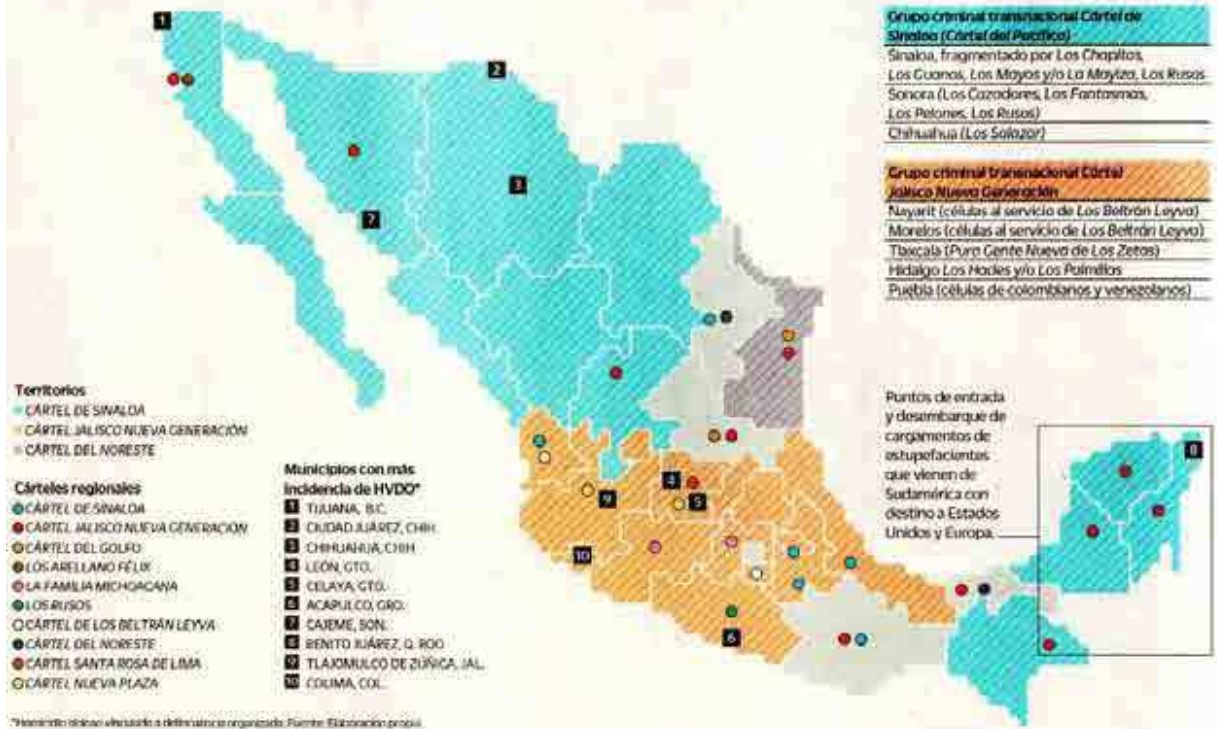 Grupo criminal transnacional Cártel de
Sinaloa (Cártel del Pacífico)
Sinaloa, fragmentado por Los Chapitos,
Los Guanos, Los Mayos y/o La Mayiza, Los Rusos
Sonora (Los Cazadores, Los Fantasmas,
Los Pelones, Los Rusos)
Chihuahua (Los Salazar)
Grupo criminal transnacional Cártel
Jalisco Nueva Generación
Nayarit (células al servicio de Los Beltrán Leyva)
Morelos (células al servicio de Los Beltrán Leyva)
Tlaxcala (Pura Gente Nueva de Los Zetas)
Hidalgo Los Hades y/o Los Palmillas
Puebla (células de colombianos y venezolanos)
1
2
3
7
4
5
9
10
6
8
Puntos de entrada
y desembarque de
cargamentos de
estupefacientes
que vienen de
Sudamérica con
destino a Estados
Unidos y Europa.
Territorios
CÁRTEL DE SINALOA
CÁRTEL JALISCO NUEVA GENERACIÓN
CÁRTEL DEL NORESTE
Cárteles regionales
CÁRTEL DE SINALOA
CÁRTEL JALISCO NUEVA GENERACIÓN
CÁRTEL DEL GOLFO
LOS ARELLANO FÉLIX
LA FAMILIA MICHOACANA
LOS RUSOS
CÁRTEL DE LOS BELTRÁN LEYVA
CÁRTEL DEL NORESTE
CÁRTEL SANTA ROSA DE LIMA
CÁRTEL NUEVA PLAZA
Municipios con más
incidencia de HVDO*
1 TIJUANA, B.C.
2 CIUDAD JUÁREZ, CHIH.
3 CHIHUAHUA, CHIH.
4 LEÓN, GTO.
5 CELAYA, GTO.
6 ACAPULCO, GRO.
7 CAJEME, SON.
8 BENITO JUÁREZ, Q. ROO
9 TLAJOMULCO DE ZÚÑIGA, JAL.
10 COLIMA, COL.
*Homicidio doloso vinculado a delincuencia organizada. Fuente: Elaboración propia.